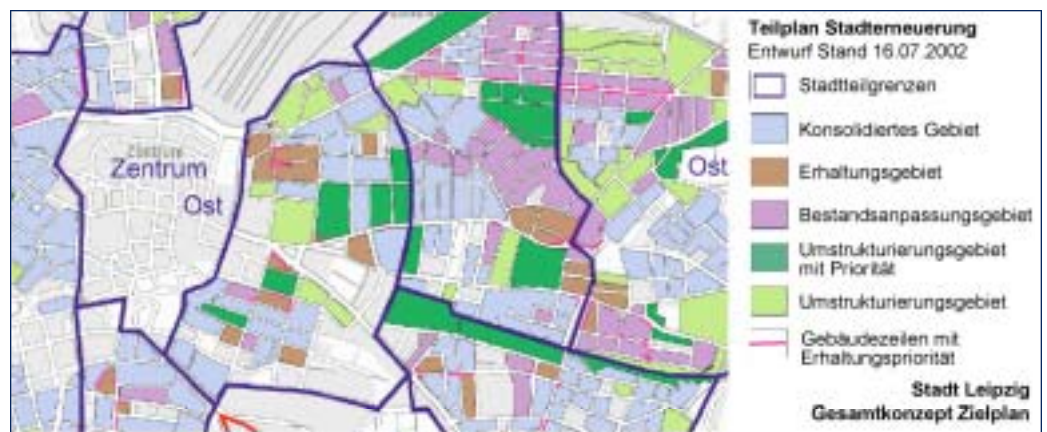 Zentrum
Zentrum
Ost
Ost
Teilplan Stadterneuerung
Entwurf Stand 16.07.2002
Stadtteilgrenzen
Konsolidiertes Gebiet
Erhaltungsgebiet
Bestandsanpassungsgebiet
Umstrukturierungsgebiet
mit Priorität
Umstrukturierungsgebiet
Gebäudezeilen mit
Erhaltungspriorität
Stadt Leipzig
Gesamtkonzept Zielplan